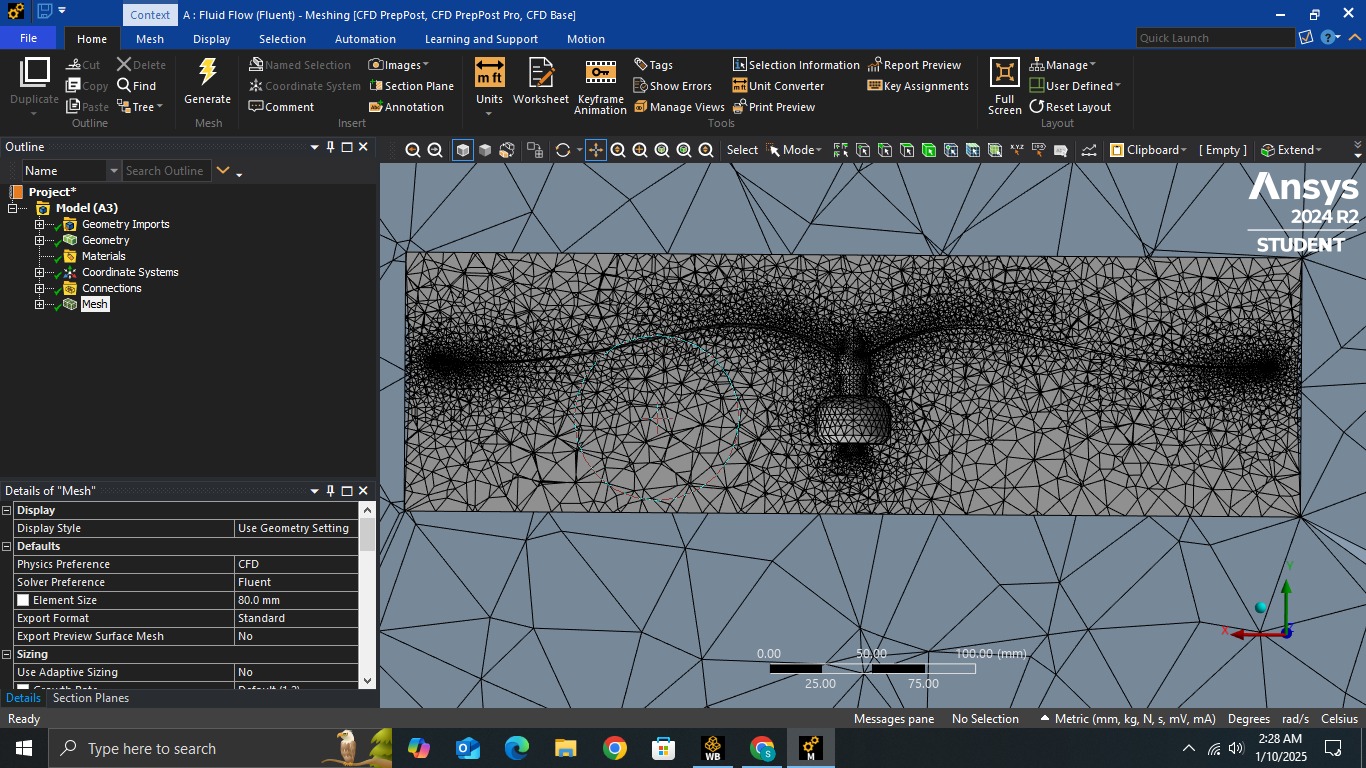 Context A : Fluid Flow (Fluent) - Meshing [CFD PrepPost, CFD PrepPost Pro, CFD Base]
File Home Mesh Display Selection Automation Learning and Support Motion Quick Launch
Cut Delete Named Selection Images Tags Selection Information Report Preview Manage
Copy Find Coordinate System Section Plane Show Errors Unit Converter Key Assignments User Defined
Duplicate Paste Tree Generate Comment Annotation Units Worksheet Keyframe Animation Manage Views Print Preview Full Screen Reset Layout
Outline Mesh Insert Tools Layout
Outline Select Mode Clipboard [ Empty ] Extend
Name Search Outline
Project*
Model (A3)
Geometry Imports
Geometry
Materials
Coordinate Systems
Connections
Mesh
Ansys
2024 R2
STUDENT
Details of "Mesh"
Display
Display Style Use Geometry Setting
Defaults
Physics Preference CFD
Solver Preference Fluent
Element Size 80.0 mm
Export Format Standard
Export Preview Surface Mesh No
Sizing
Use Adaptive Sizing No
Growth Rate Default (1.2)
Details Section Planes
0.00 50.00 100.00 (mm)
25.00 75.00
Y
X
Z
Ready Messages pane No Selection Metric (mm, kg, N, s, mV, mA) Degrees rad/s Celsius
Type here to search WB M 2:28 AM
1/10/2025